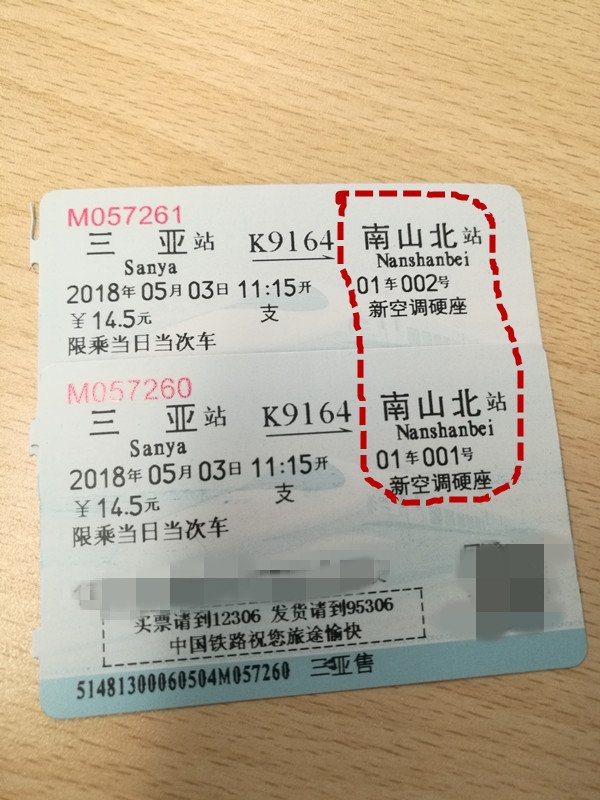 M057261
三 亚站 K9164 南山北站
Sanya Nanshanbei
2018年05月03日 11:15开 01车002号
￥14.5元 支 新空调硬座
限乘当日当次车
M057260
三 亚站 K9164 南山北站
Sanya Nanshanbei
2018年05月03日 11:15开 01车001号
￥14.5元 支 新空调硬座
限乘当日当次车
买票请到12306 发货请到95306
中国铁路祝您旅途愉快
51481300060504M057260 三亚售